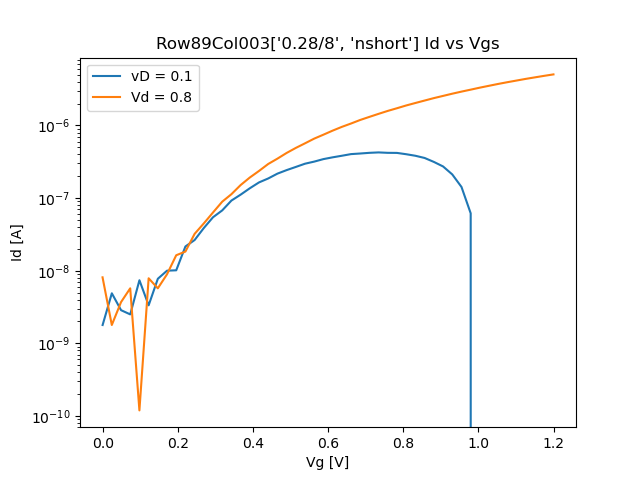 Row89Col003['0.28/8', 'nshort'] Id vs Vgs
vD = 0.1
Vd = 0.8
Id [A]
10⁻⁶
10⁻⁷
10⁻⁸
10⁻⁹
10⁻¹⁰
0.0 0.2 0.4 0.6 0.8 1.0 1.2
Vg [V]